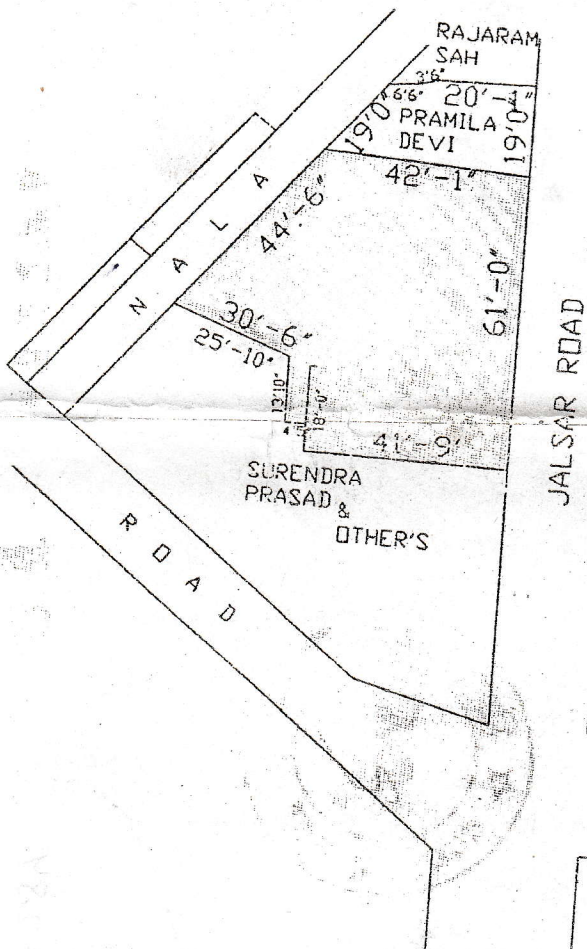 RAJARAM
SAH
3'6"
6'6" 20'-1"
PRAMILA
DEVI
19'0"
19'0"
42'-1"
NALA
44'-6"
61'-0"
30'-6"
25'-10"
13'10"
18'-0"
41'-9'
JALSAR ROAD
SURENDRA
PRASAD &
OTHER'S
ROAD